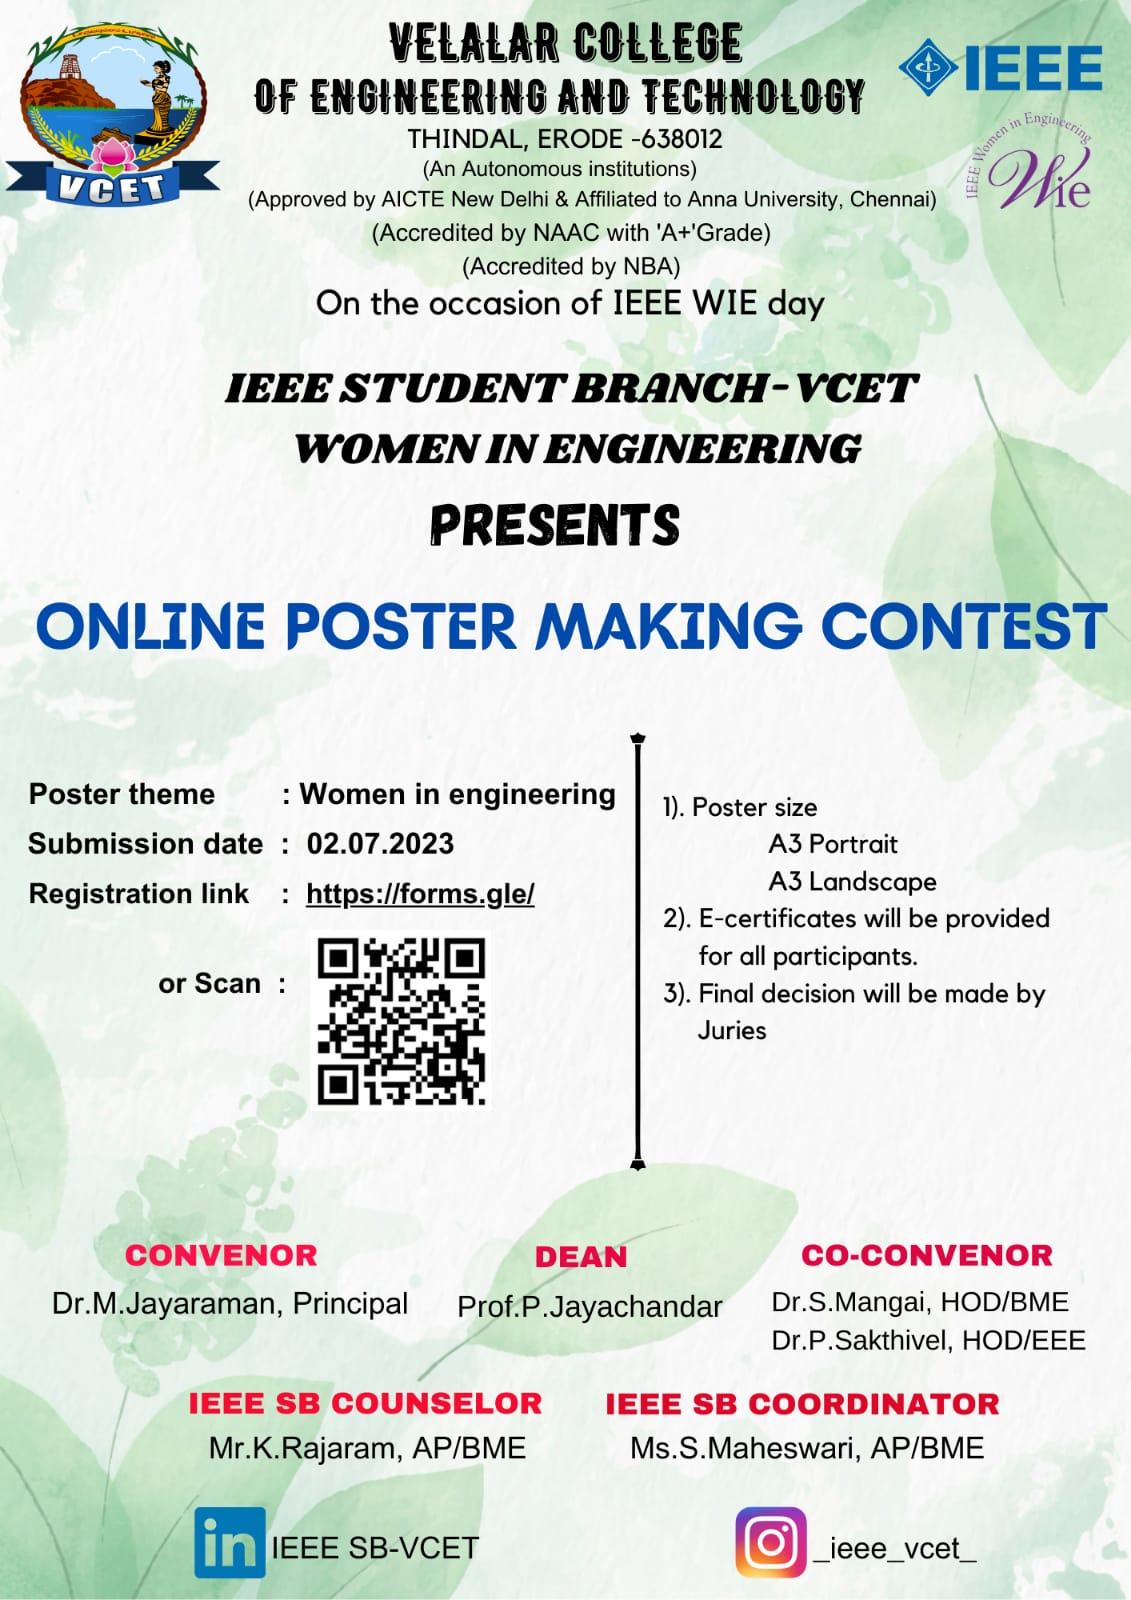 VELALAR COLLEGE
OF ENGINEERING AND TECHNOLOGY
THINDAL, ERODE -638012
(An Autonomous institutions)
(Approved by AICTE New Delhi & Affiliated to Anna University, Chennai)
(Accredited by NAAC with 'A+'Grade)
(Accredited by NBA)
VCET
IEEE
IEEE Women in Engineering
Wie
On the occasion of IEEE WIE day
IEEE STUDENT BRANCH-VCET
WOMEN IN ENGINEERING
PRESENTS
ONLINE POSTER MAKING CONTEST
Poster theme : Women in engineering
Submission date : 02.07.2023
Registration link : https://forms.gle/
or Scan :
1). Poster size
A3 Portrait
A3 Landscape
2). E-certificates will be provided
for all participants.
3). Final decision will be made by
Juries
CONVENOR
Dr.M.Jayaraman, Principal
DEAN
Prof.P.Jayachandar
CO-CONVENOR
Dr.S.Mangai, HOD/BME
Dr.P.Sakthivel, HOD/EEE
IEEE SB COUNSELOR
Mr.K.Rajaram, AP/BME
IEEE SB COORDINATOR
Ms.S.Maheswari, AP/BME
in IEEE SB-VCET
_ieee_vcet_